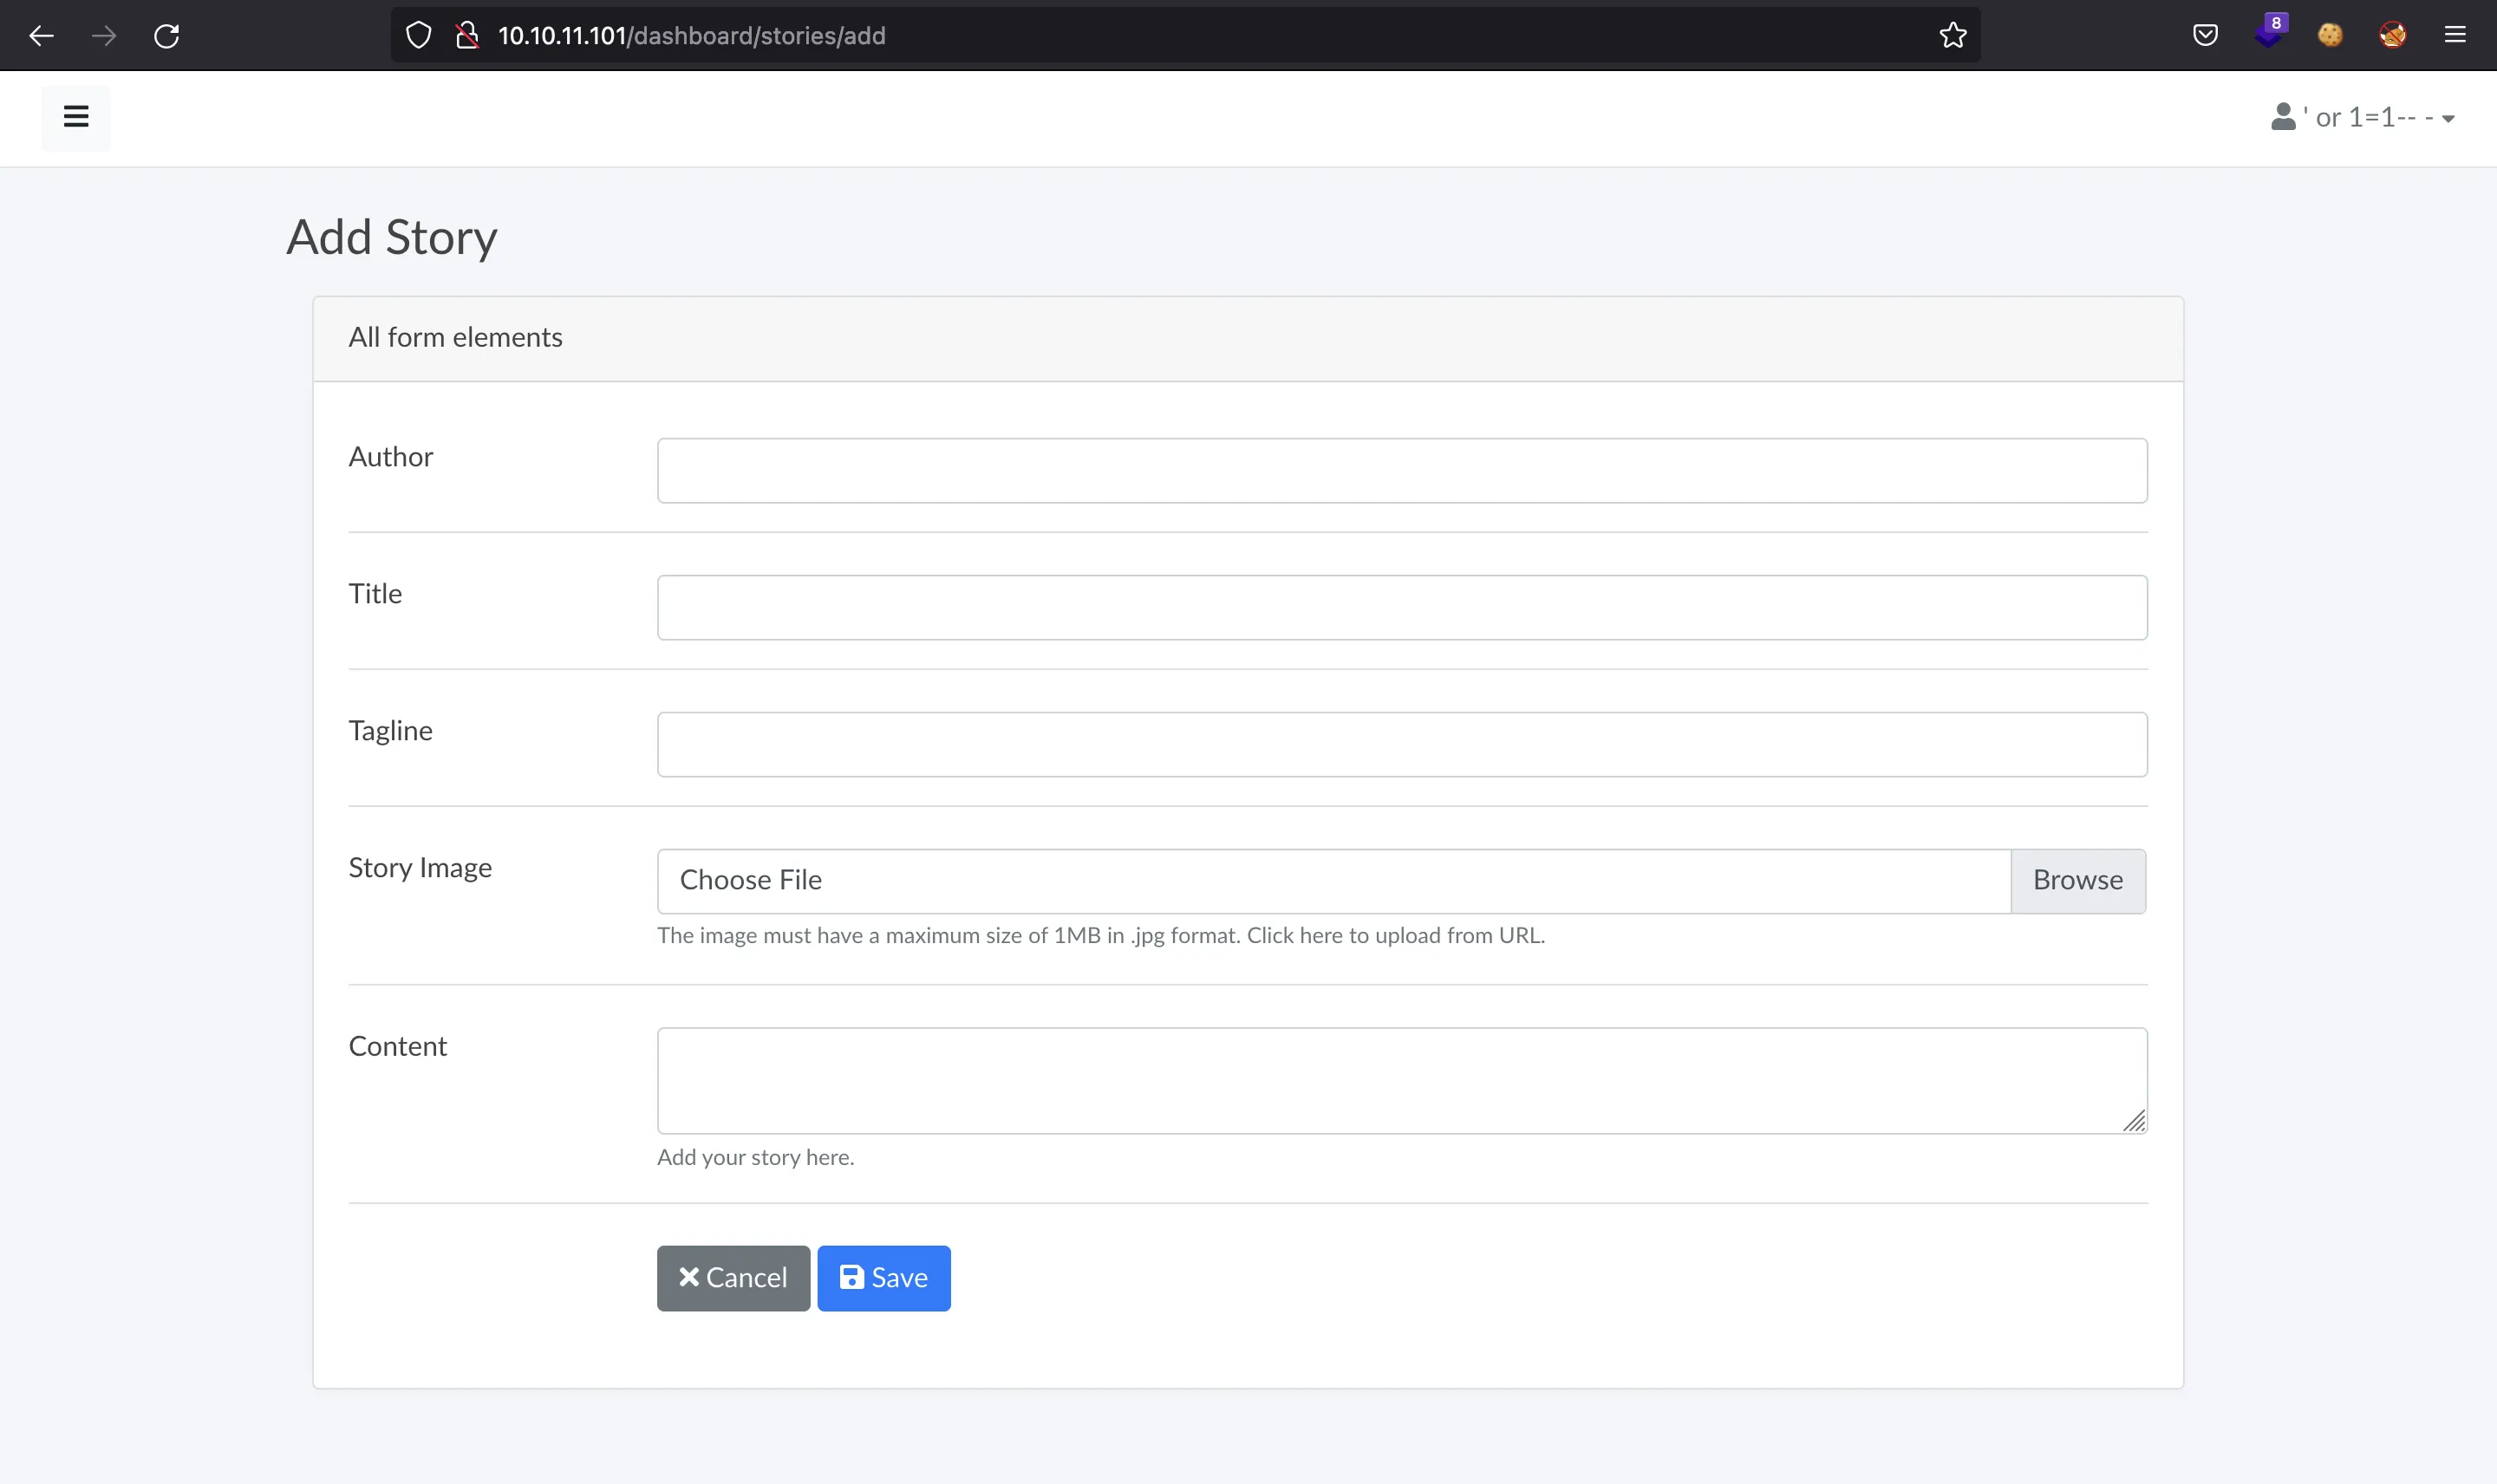 10.10.11.101/dashboard/stories/add
8
' or 1=1-- -
Add Story
All form elements
Author
Title
Tagline
Story Image
Choose File
Browse
The image must have a maximum size of 1MB in .jpg format. Click here to upload from URL.
Content
Add your story here.
Cancel
Save